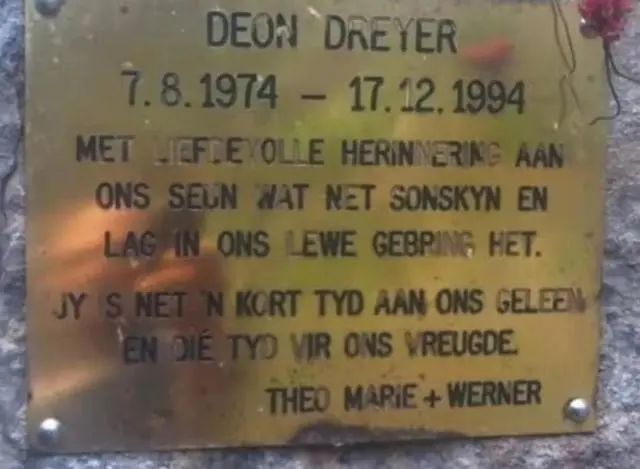 DEON DREYER
7.8.1974 – 17.12.1994
MET LIEFDEVOLLE HERINNERING AAN
ONS SEUN WAT NET SONSKYN EN
LAG IN ONS LEWE GEBRING HET.
JY IS NET 'N KORT TYD AAN ONS GELEEN
EN DIÉ TYD VIR ONS VREUGDE.
THEO MARIE + WERNER